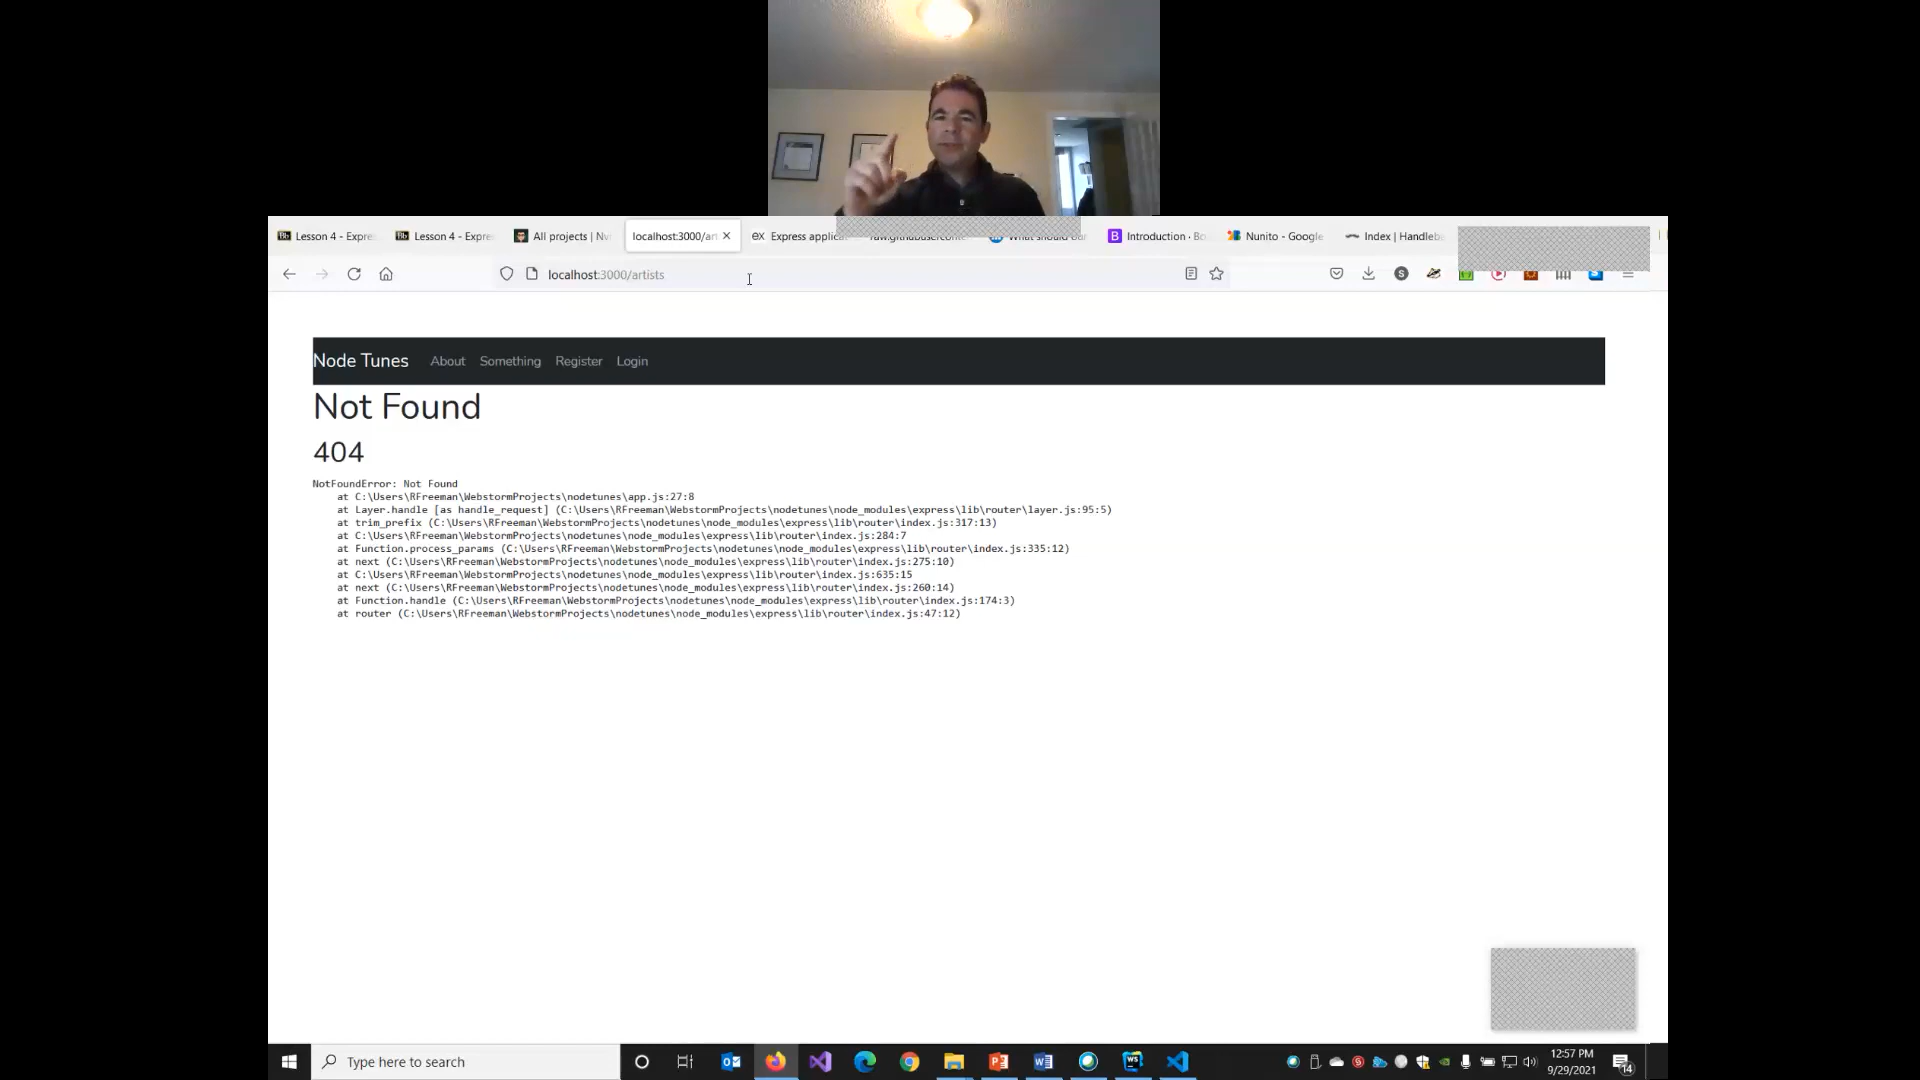 Lesson 4 - Expre
Lesson 4 - Expre
All projects | Nv
localhost:3000/ar
ex Express applic
Introduction · Bo
Nunito - Google
Index | Handleb
localhost:3000/artists
Node Tunes About Something Register Login
Not Found
404
NotFoundError: Not Found
at C:\Users\RFreeman\WebstormProjects\nodetunes\app.js:27:8
at Layer.handle [as handle_request] (C:\Users\RFreeman\WebstormProjects\nodetunes\node_modules\express\lib\router\layer.js:95:5)
at trim_prefix (C:\Users\RFreeman\WebstormProjects\nodetunes\node_modules\express\lib\router\index.js:317:13)
at C:\Users\RFreeman\WebstormProjects\nodetunes\node_modules\express\lib\router\index.js:284:7
at Function.process_params (C:\Users\RFreeman\WebstormProjects\nodetunes\node_modules\express\lib\router\index.js:335:12)
at next (C:\Users\RFreeman\WebstormProjects\nodetunes\node_modules\express\lib\router\index.js:275:10)
at C:\Users\RFreeman\WebstormProjects\nodetunes\node_modules\express\lib\router\index.js:635:15
at next (C:\Users\RFreeman\WebstormProjects\nodetunes\node_modules\express\lib\router\index.js:260:14)
at Function.handle (C:\Users\RFreeman\WebstormProjects\nodetunes\node_modules\express\lib\router\index.js:174:3)
at router (C:\Users\RFreeman\WebstormProjects\nodetunes\node_modules\express\lib\router\index.js:47:12)
Type here to search
12:57 PM
9/29/2021
14